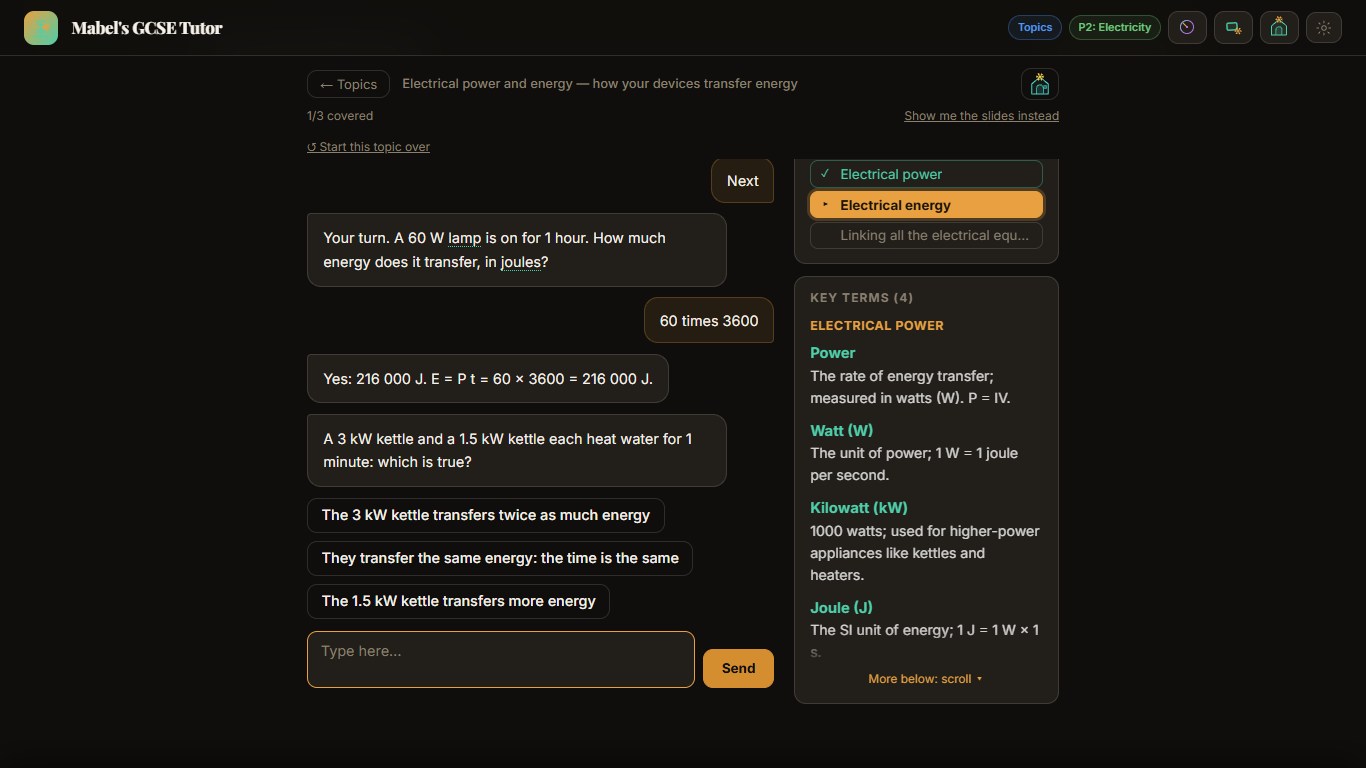 Mabel's GCSE Tutor
Topics
P2: Electricity
← Topics
Electrical power and energy — how your devices transfer energy
1/3 covered
Show me the slides instead
↺ Start this topic over
Next
Your turn. A 60 W lamp is on for 1 hour. How much
energy does it transfer, in joules?
60 times 3600
Yes: 216 000 J. E = P t = 60 × 3600 = 216 000 J.
A 3 kW kettle and a 1.5 kW kettle each heat water for 1
minute: which is true?
The 3 kW kettle transfers twice as much energy
They transfer the same energy: the time is the same
The 1.5 kW kettle transfers more energy
Type here...
Send
✓ Electrical power
‣ Electrical energy
Linking all the electrical equ...
KEY TERMS (4)
ELECTRICAL POWER
Power
The rate of energy transfer;
measured in watts (W). P = IV.
Watt (W)
The unit of power; 1 W = 1 joule
per second.
Kilowatt (kW)
1000 watts; used for higher-power
appliances like kettles and
heaters.
Joule (J)
The SI unit of energy; 1 J = 1 W × 1
s.
More below: scroll ▾